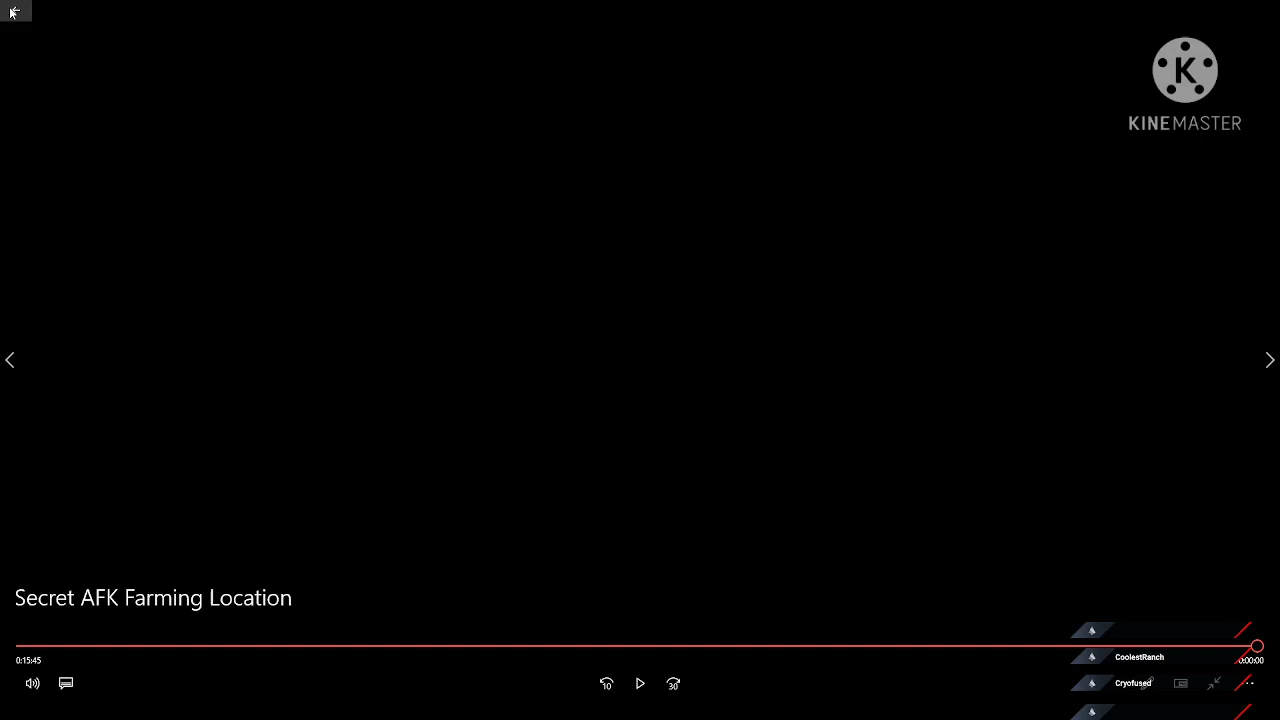 K
KINEMASTER
Secret AFK Farming Location
0:15:45
CoolestRanch
0:00:00
10
30
Cryofused